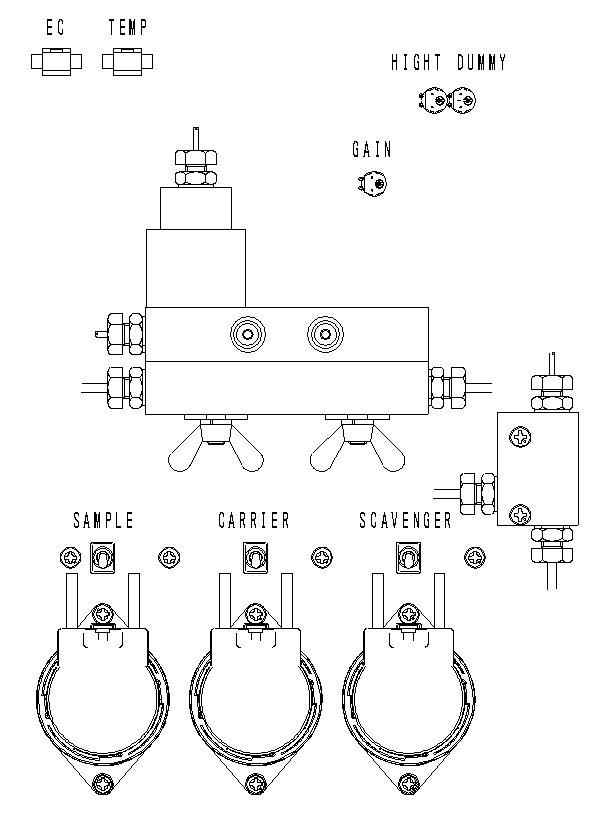 EC TEMP
HIGHT DUMMY
GAIN
SAMPLE CARRIER SCAVENGER